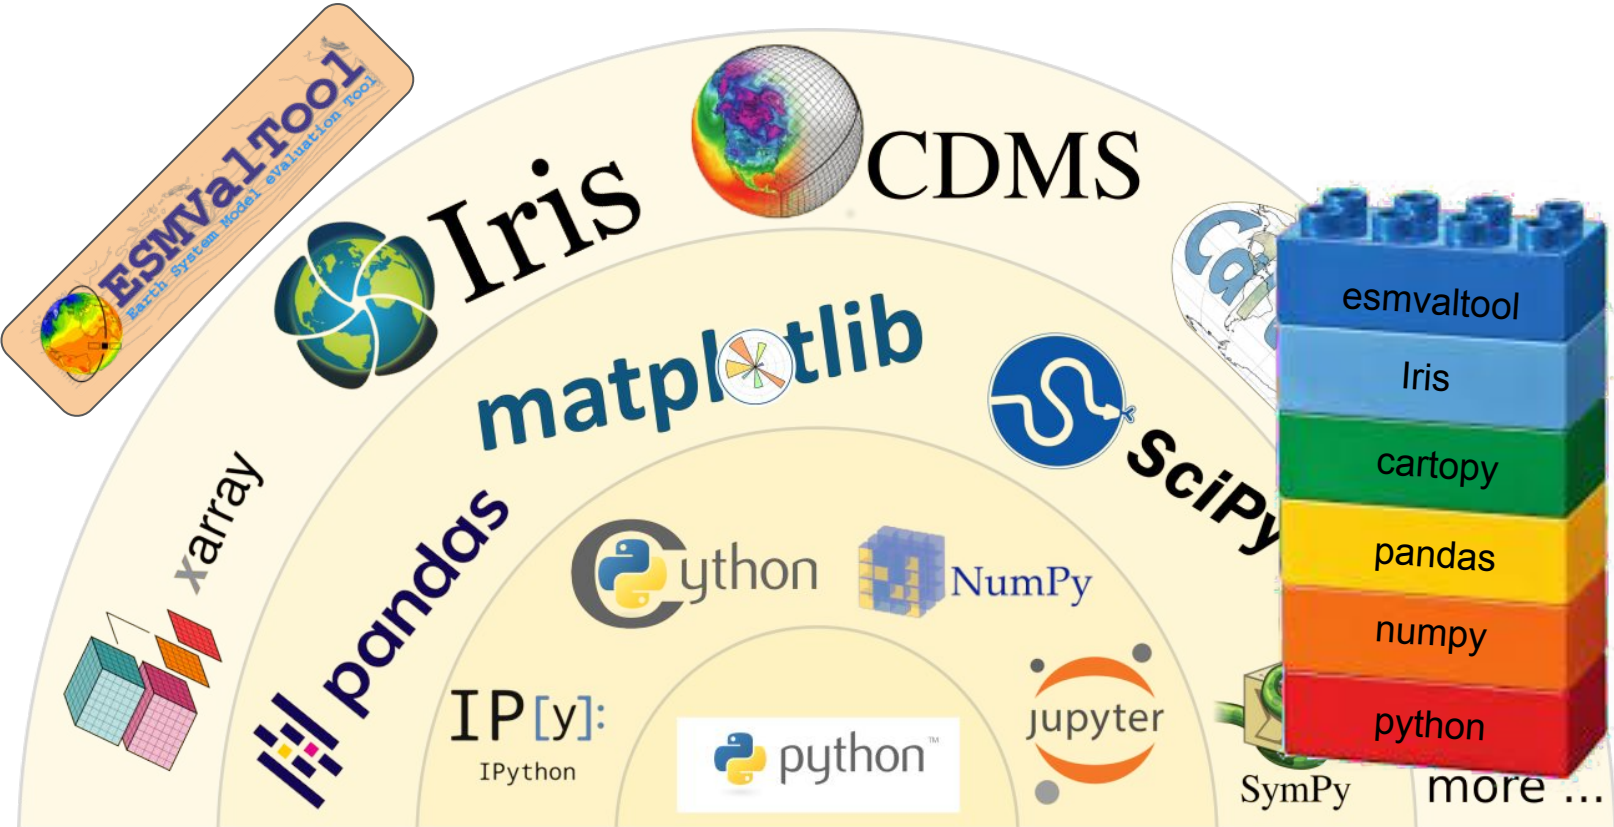 ESMValTool
Earth System Model eValuation Tool
Iris
CDMS
matplotlib
SciPy
xarray
pandas
Cython
NumPy
IP[y]:
IPython
python™
jupyter
SymPy
more ...
esmvaltool
Iris
cartopy
pandas
numpy
python